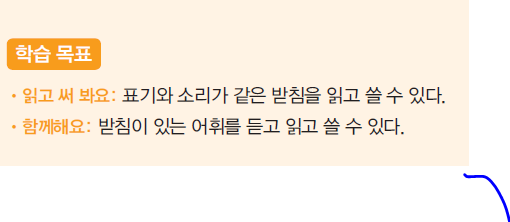 학습 목표
• 읽고 써 봐요: 표기와 소리가 같은 받침을 읽고 쓸 수 있다.
• 함께해요: 받침이 있는 어휘를 듣고 읽고 쓸 수 있다.